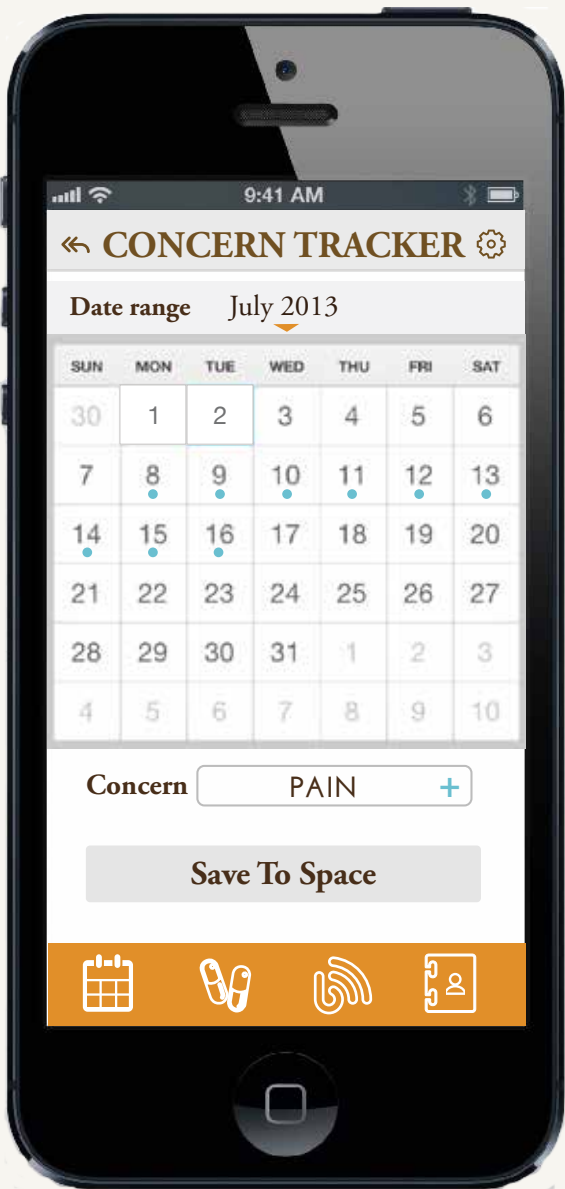 9:41 AM
CONCERN TRACKER
Date range July 2013
SUN MON TUE WED THU FRI SAT
30 1 2 3 4 5 6
7 8 9 10 11 12 13
14 15 16 17 18 19 20
21 22 23 24 25 26 27
28 29 30 31 1 2 3
4 5 6 7 8 9 10
Concern PAIN +
Save To Space